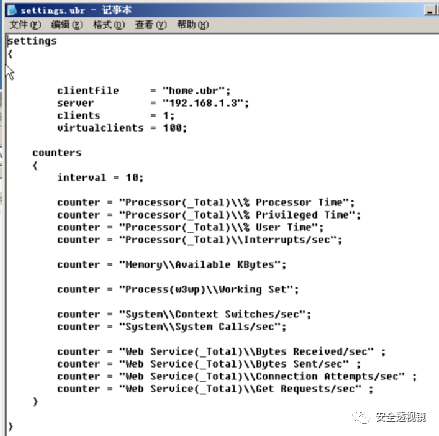 settings.ubr - 记事本
文件(F) 编辑(E) 格式(O) 查看(V) 帮助(H)
settings
{
clientfile = "home.ubr";
server = "192.168.1.3";
clients = 1;
virtualclients = 100;
counters
{
interval = 10;
counter = "Processor(_Total)\\% Processor Time";
counter = "Processor(_Total)\\% Privileged Time";
counter = "Processor(_Total)\\% User Time";
counter = "Processor(_Total)\\Interrupts/sec";
counter = "Memory\\Available KBytes";
counter = "Process(w3wp)\\Working Set";
counter = "System\\Context Switches/sec";
counter = "System\\System Calls/sec";
counter = "Web Service(_Total)\\Bytes Received/sec" ;
counter = "Web Service(_Total)\\Bytes Sent/sec" ;
counter = "Web Service(_Total)\\Connection Attempts/sec" ;
counter = "Web Service(_Total)\\Get Requests/sec" ;
}
}
安全透视镜